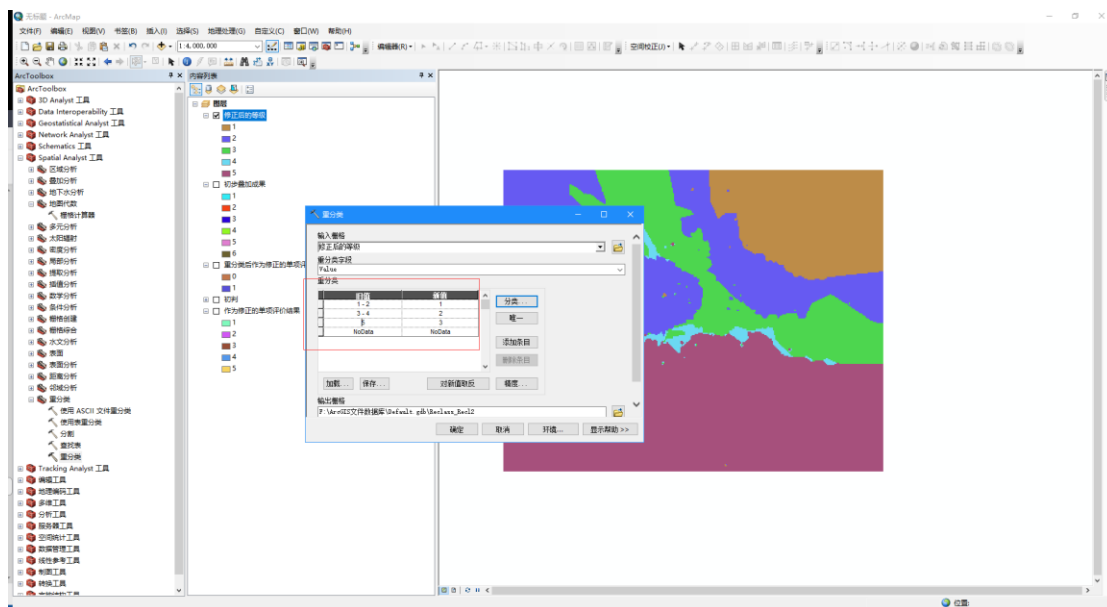 无标题 - ArcMap
文件(F) 编辑(E) 视图(V) 书签(B) 插入(I) 选择(S) 地理处理(G) 自定义(C) 窗口(W) 帮助(H)
1:4,000,000
编辑器(R)
空间校正(J)
ArcToolbox
ArcToolbox
3D Analyst 工具
Data Interoperability 工具
Geostatistical Analyst 工具
Network Analyst 工具
Schematics 工具
Spatial Analyst 工具
区域分析
叠加分析
地下水分析
地图代数
栅格计算器
多元分析
太阳辐射
密度分析
局部分析
提取分析
插值分析
数学分析
条件分析
栅格创建
栅格综合
水文分析
表面
表面分析
距离分析
邻域分析
重分类
使用 ASCII 文件重分类
使用表重分类
分割
查找表
重分类
Tracking Analyst 工具
编辑工具
地理编码工具
多维工具
分析工具
服务器工具
空间统计工具
数据管理工具
线性参考工具
制图工具
转换工具
内容列表
图层
修正后的等级
1
2
3
4
5
初步叠加成果
1
2
3
4
5
6
重分类后作为修正的单项评
0
1
初判
作为修正的单项评价结果
1
2
3
4
5
重分类
输入栅格
修正后的等级
重分类字段
Value
重分类
旧值 新值
1 - 2 1
3 - 4 2
5 3
NoData NoData
分类...
唯一
添加条目
删除条目
加载... 保存... 对新值取反 精度...
输出栅格
F:\ArcGIS文件数据库\Default.gdb\Reclass_Recl2
确定 取消 环境... 显示帮助 >>
位置: